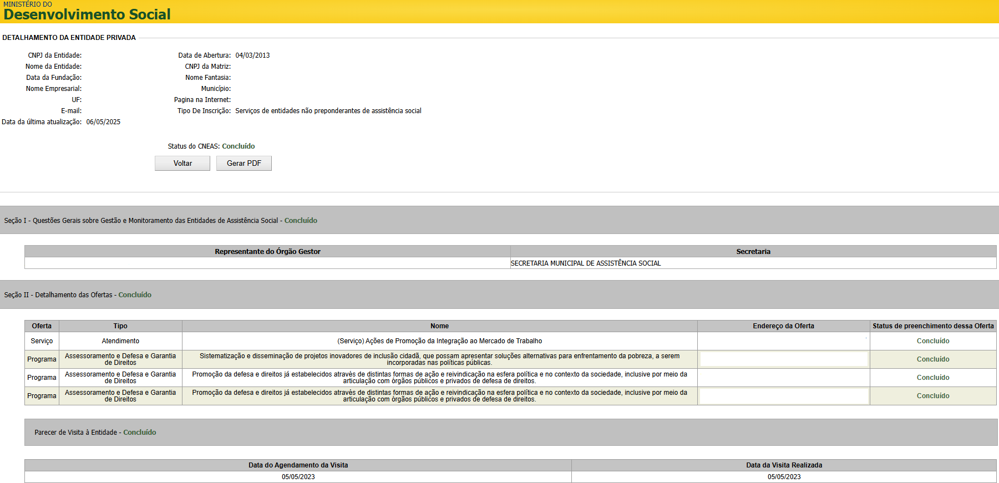 MINISTÉRIO DO
Desenvolvimento Social
DETALHAMENTO DA ENTIDADE PRIVADA
CNPJ da Entidade: Data de Abertura: 04/03/2013
Nome da Entidade: CNPJ da Matriz:
Data da Fundação: Nome Fantasia:
Nome Empresarial: Município:
UF: Pagina na Internet:
E-mail: Tipo De Inscrição: Serviços de entidades não preponderantes de assistência social
Data da última atualização: 06/05/2025
Status do CNEAS: Concluído
Voltar Gerar PDF
Seção I - Questões Gerais sobre Gestão e Monitoramento das Entidades de Assistência Social - Concluído
Representante do Órgão Gestor Secretaria
SECRETARIA MUNICIPAL DE ASSISTÊNCIA SOCIAL
Seção II - Detalhamento das Ofertas - Concluído
Oferta Tipo Nome Endereço da Oferta Status de preenchimento dessa Oferta
Serviço Atendimento (Serviço) Ações de Promoção da Integração ao Mercado de Trabalho Concluído
Programa Assessoramento e Defesa e Garantia de Direitos Sistematização e disseminação de projetos inovadores de inclusão cidadã, que possam apresentar soluções alternativas para enfrentamento da pobreza, a serem incorporadas nas políticas públicas. Concluído
Programa Assessoramento e Defesa e Garantia de Direitos Promoção da defesa e direitos já estabelecidos através de distintas formas de ação e reivindicação na esfera política e no contexto da sociedade, inclusive por meio da articulação com órgãos públicos e privados de defesa de direitos. Concluído
Programa Assessoramento e Defesa e Garantia de Direitos Promoção da defesa e direitos já estabelecidos através de distintas formas de ação e reivindicação na esfera política e no contexto da sociedade, inclusive por meio da articulação com órgãos públicos e privados de defesa de direitos. Concluído
Parecer de Visita à Entidade - Concluído
Data do Agendamento da Visita Data da Visita Realizada
05/05/2023 05/05/2023